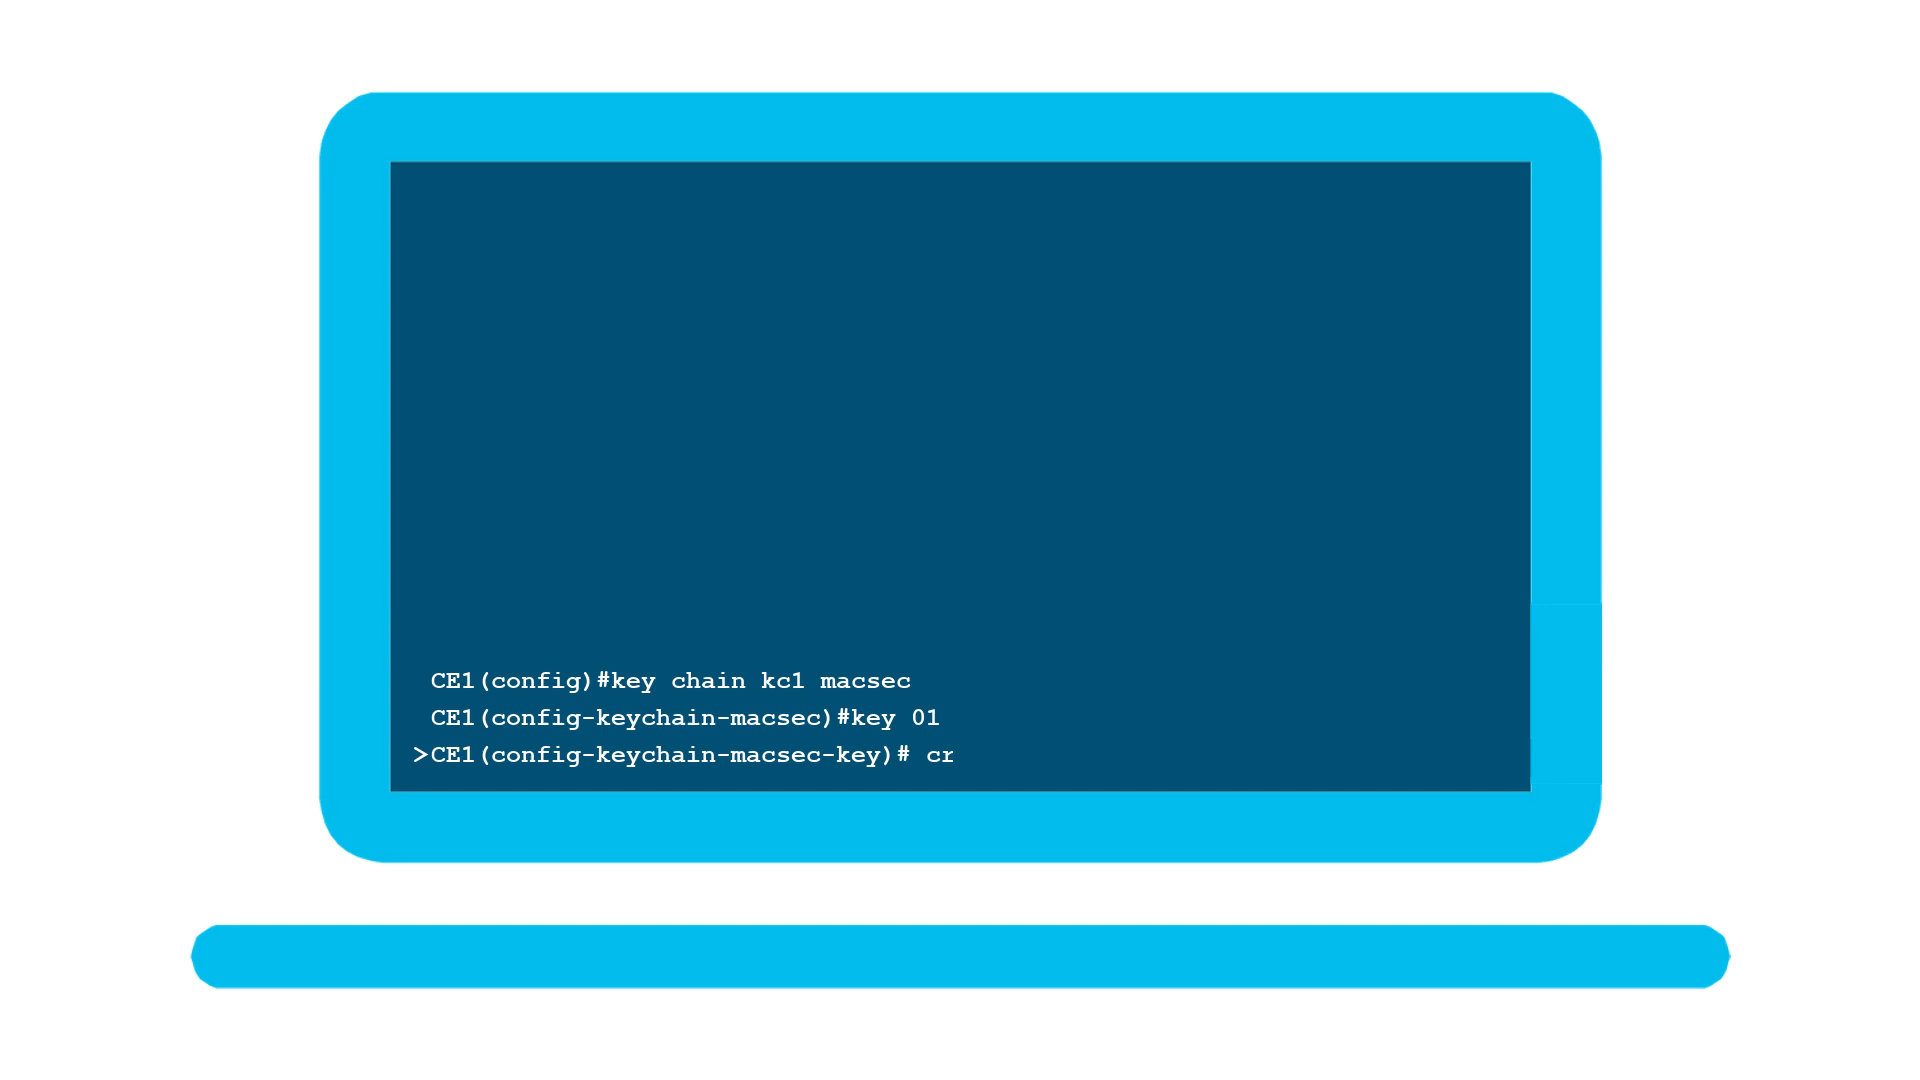 CE1(config)#key chain kc1 macsec
CE1(config-keychain-macsec)#key 01
>CE1(config-keychain-macsec-key)# cr